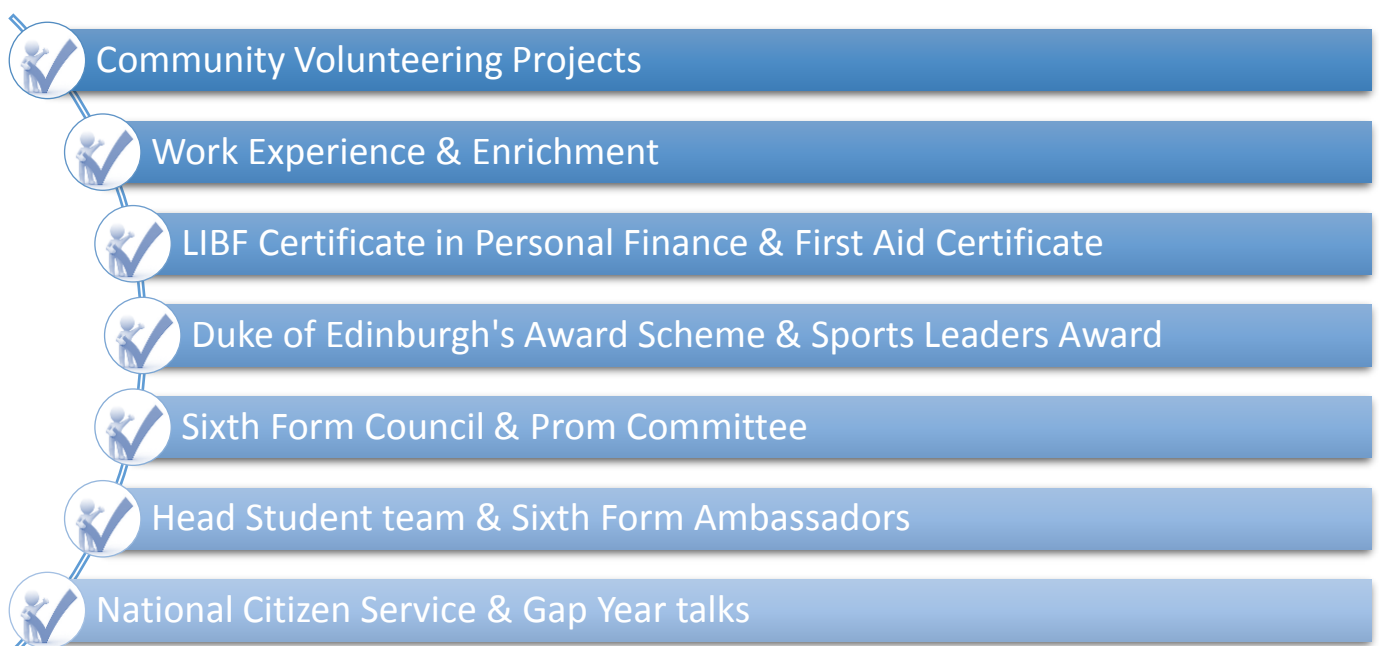 Community Volunteering Projects
Work Experience & Enrichment
LIBF Certificate in Personal Finance & First Aid Certificate
Duke of Edinburgh's Award Scheme & Sports Leaders Award
Sixth Form Council & Prom Committee
Head Student team & Sixth Form Ambassadors
National Citizen Service & Gap Year talks